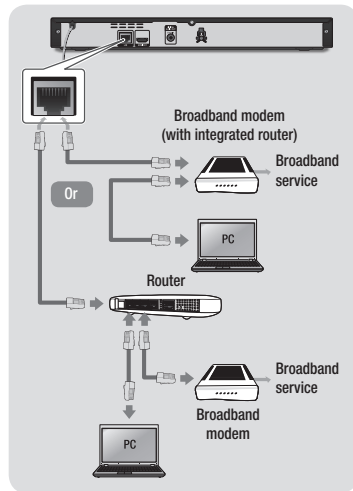 Broadband modem
(with integrated router)
Broadband
service
Or
PC
Router
Broadband
service
Broadband
modem
PC